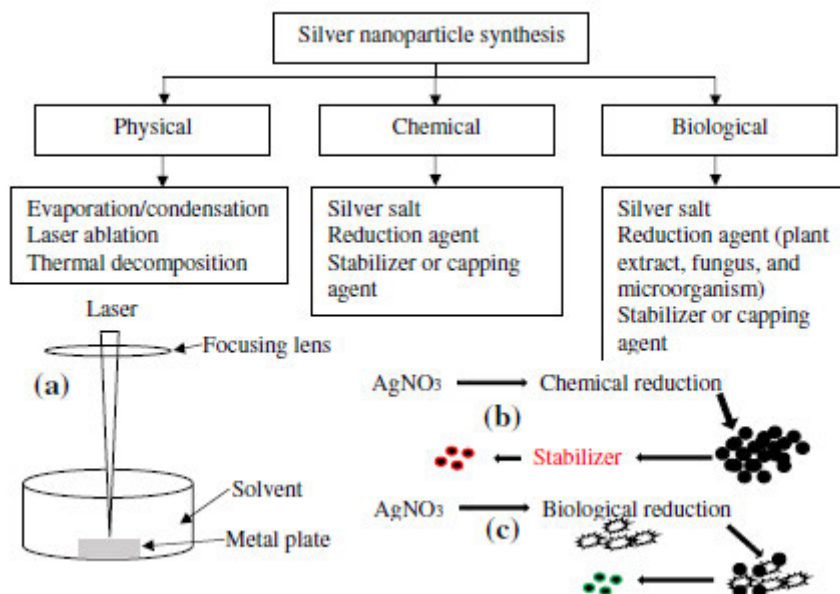 Silver nanoparticle synthesis
Physical
Chemical
Biological
Evaporation/condensation
Laser ablation
Thermal decomposition
Silver salt
Reduction agent
Stabilizer or capping
agent
Silver salt
Reduction agent (plant
extract, fungus, and
microorganism)
Stabilizer or capping
agent
Laser
Focusing lens
(a)
Solvent
Metal plate
AgNO3
Chemical reduction
(b)
Stabilizer
AgNO3
Biological reduction
(c)